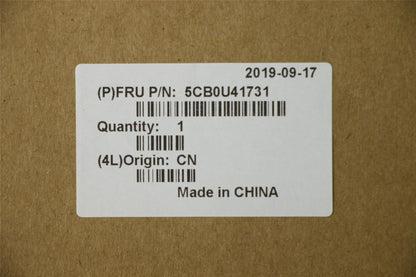 2019-09-17
(P)FRU P/N: 5CB0U41731
Quantity: 1
(4L)Origin: CN
Made in CHINA